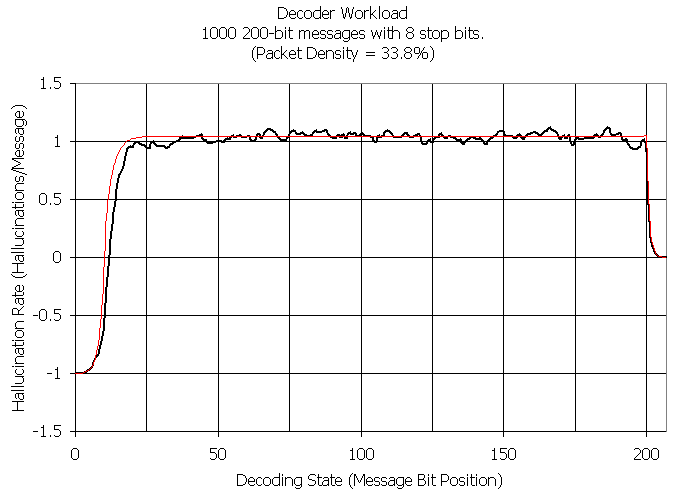 Decoder Workload
1000 200-bit messages with 8 stop bits.
(Packet Density = 33.8%)
Hallucination Rate (Hallucinations/Message)
1.5
1
0.5
0
-0.5
-1
-1.5
0 50 100 150 200
Decoding State (Message Bit Position)